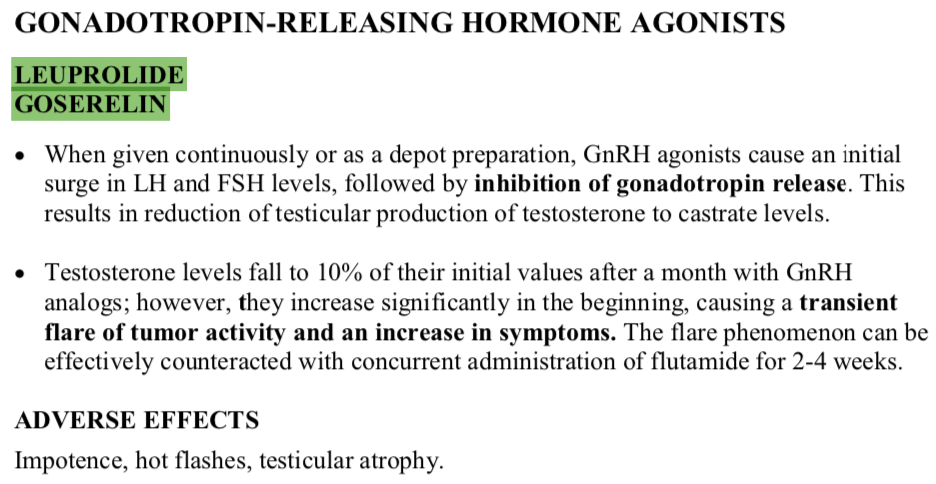 GONADOTROPIN-RELEASING HORMONE AGONISTS
LEUPROLIDE
GOSERELIN
• When given continuously or as a depot preparation, GnRH agonists cause an initial
surge in LH and FSH levels, followed by inhibition of gonadotropin release. This
results in reduction of testicular production of testosterone to castrate levels.
• Testosterone levels fall to 10% of their initial values after a month with GnRH
analogs; however, they increase significantly in the beginning, causing a transient
flare of tumor activity and an increase in symptoms. The flare phenomenon can be
effectively counteracted with concurrent administration of flutamide for 2-4 weeks.
ADVERSE EFFECTS
Impotence, hot flashes, testicular atrophy.